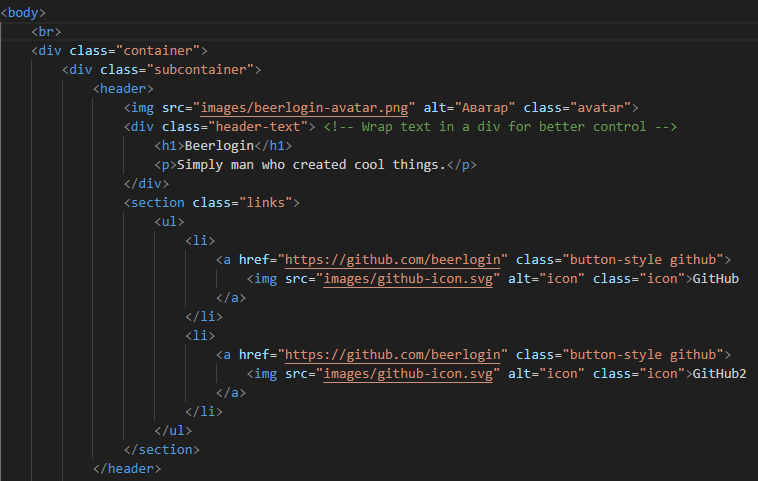 <body>
<br>
<div class="container">
<div class="subcontainer">
<header>
<img src="images/beerlogin-avatar.png" alt="Аватар" class="avatar">
<div class="header-text"> <!-- Wrap text in a div for better control -->
<h1>Beerlogin</h1>
<p>Simply man who created cool things.</p>
</div>
<section class="links">
<ul>
<li>
<a href="https://github.com/beerlogin" class="button-style github">
<img src="images/github-icon.svg" alt="icon" class="icon">GitHub
</a>
</li>
<li>
<a href="https://github.com/beerlogin" class="button-style github">
<img src="images/github-icon.svg" alt="icon" class="icon">GitHub2
</a>
</li>
</ul>
</section>
</header>